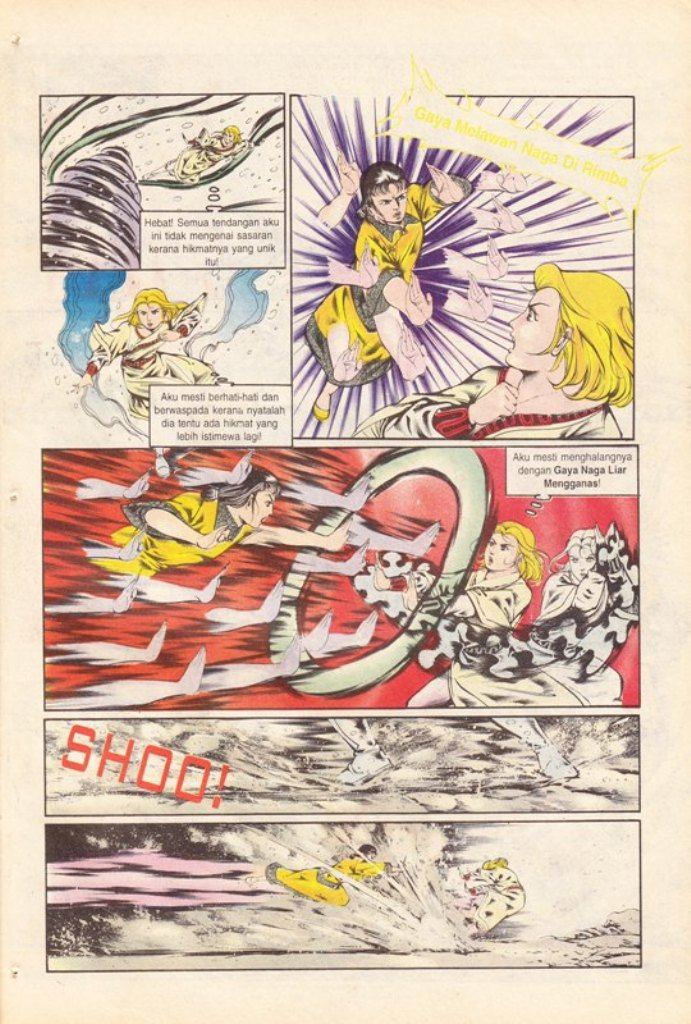 Hebat! Semua tendangan aku
ini tidak mengenai sasaran
kerana hikmatnya yang unik
itu!
Gaya Melawan Naga Di Rimba
Aku mesti berhati-hati dan
berwaspada kerana nyatalah
dia tentu ada hikmat yang
lebih istimewa lagi!
Aku mesti menghalangnya
dengan Gaya Naga Liar
Mengganas!
SHOO!